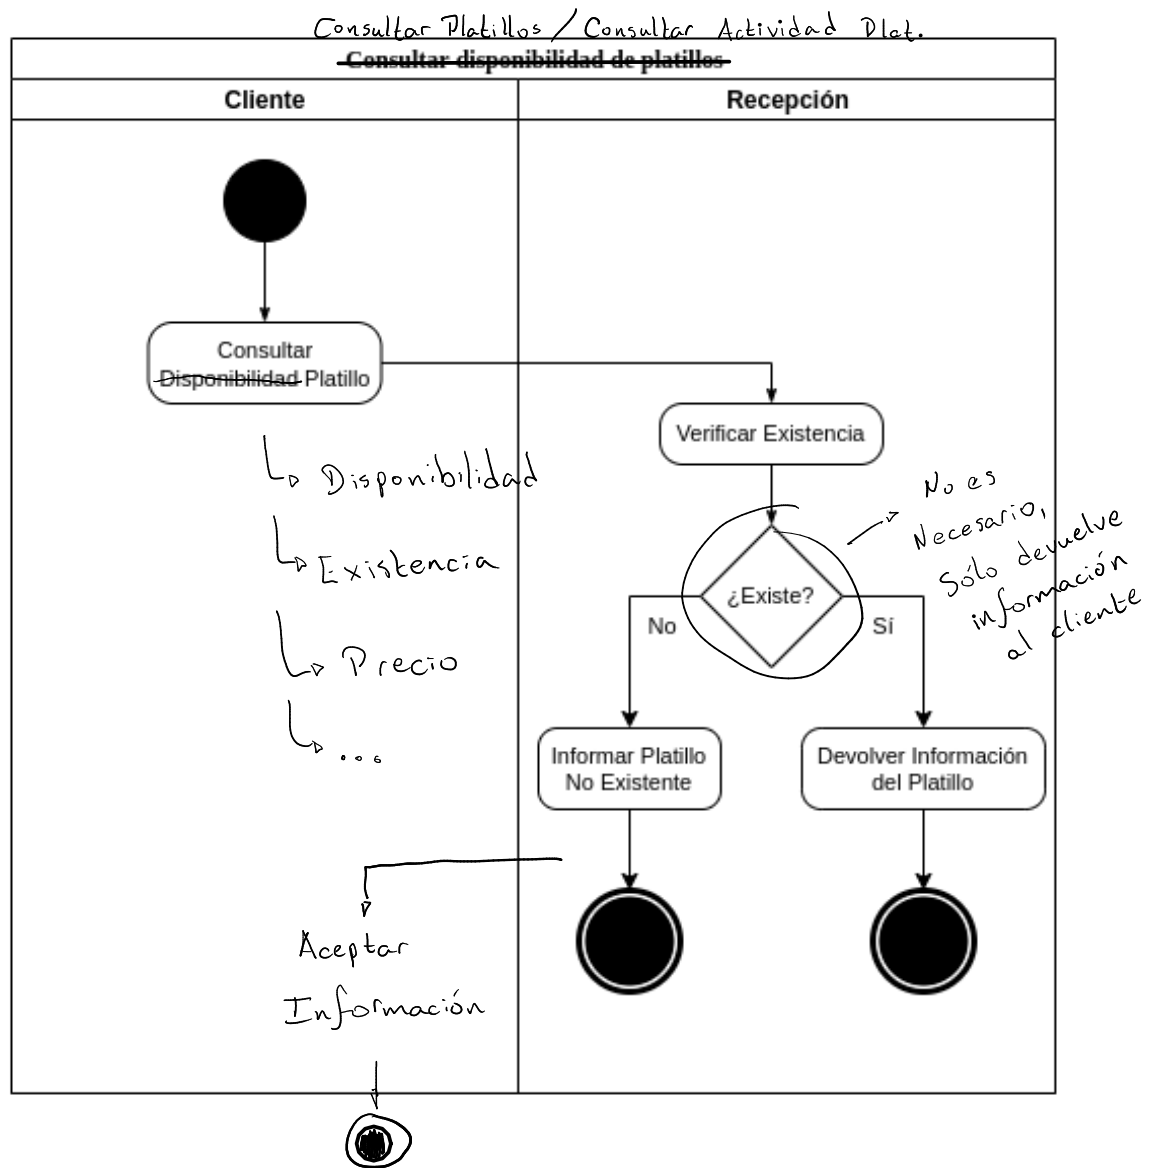 Consultar Platillos / Consultar Actividad Plat.
Consultar disponibilidad de platillos
Cliente
Recepción
Consultar
Disponibilidad Platillo
Verificar Existencia
Disponibilidad
Existencia
Precio
...
No es
Necesario,
Sólo devuelve
información
al cliente
¿Existe?
No
Sí
Informar Platillo
No Existente
Devolver Información
del Platillo
Aceptar
Información